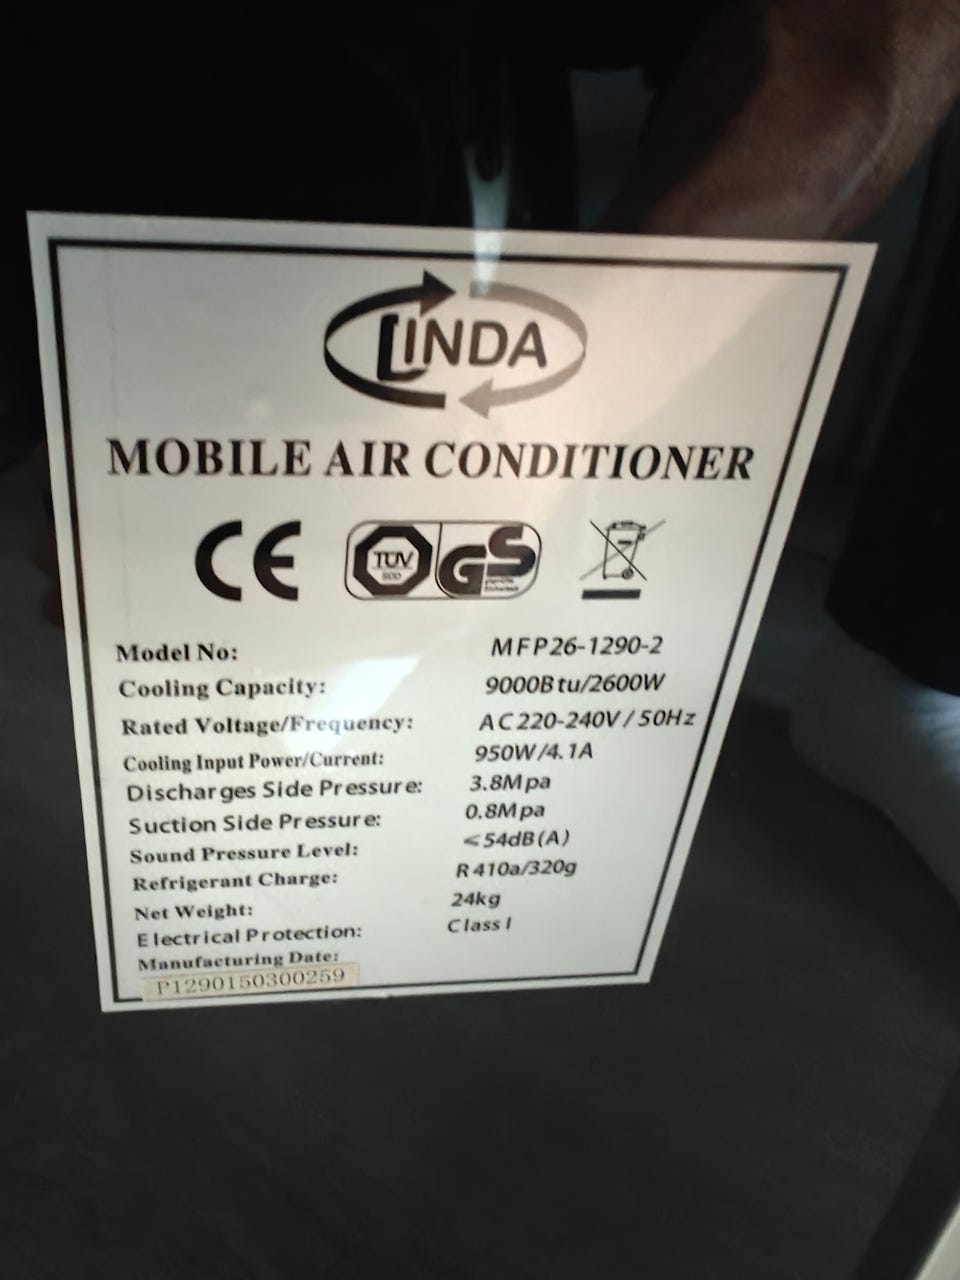 LINDA
MOBILE AIR CONDITIONER
CE TÜV GS
Model No: MFP26-1290-2
Cooling Capacity: 9000Btu/2600W
Rated Voltage/Frequency: AC220-240V/50Hz
Cooling Input Power/Current: 950W/4.1A
Discharges Side Pressure: 3.8Mpa
Suction Side Pressure: 0.8Mpa
Sound Pressure Level: ≤54dB(A)
Refrigerant Charge: R410a/320g
Net Weight: 24kg
Electrical Protection: Class I
Manufacturing Date:
P1290150300259